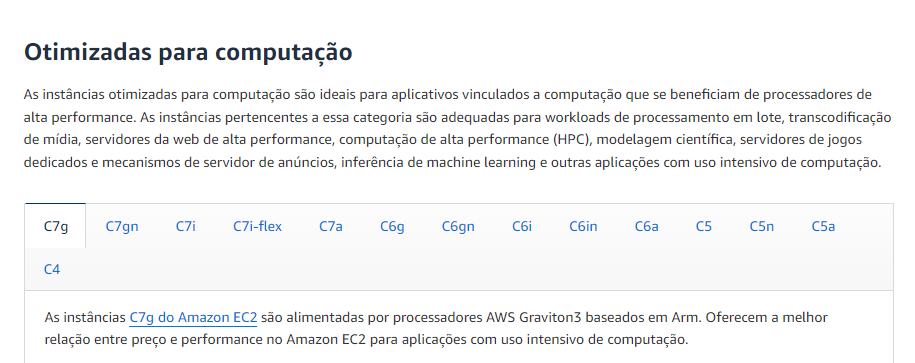 Otimizadas para computação
As instâncias otimizadas para computação são ideais para aplicativos vinculados a computação que se beneficiam de processadores de
alta performance. As instâncias pertencentes a essa categoria são adequadas para workloads de processamento em lote, transcodificação
de mídia, servidores da web de alta performance, computação de alta performance (HPC), modelagem científica, servidores de jogos
dedicados e mecanismos de servidor de anúncios, inferência de machine learning e outras aplicações com uso intensivo de computação.
C7g C7gn C7i C7i-flex C7a C6g C6gn C6i C6in C6a C5 C5n C5a
C4
As instâncias C7g do Amazon EC2 são alimentadas por processadores AWS Graviton3 baseados em Arm. Oferecem a melhor
relação entre preço e performance no Amazon EC2 para aplicações com uso intensivo de computação.